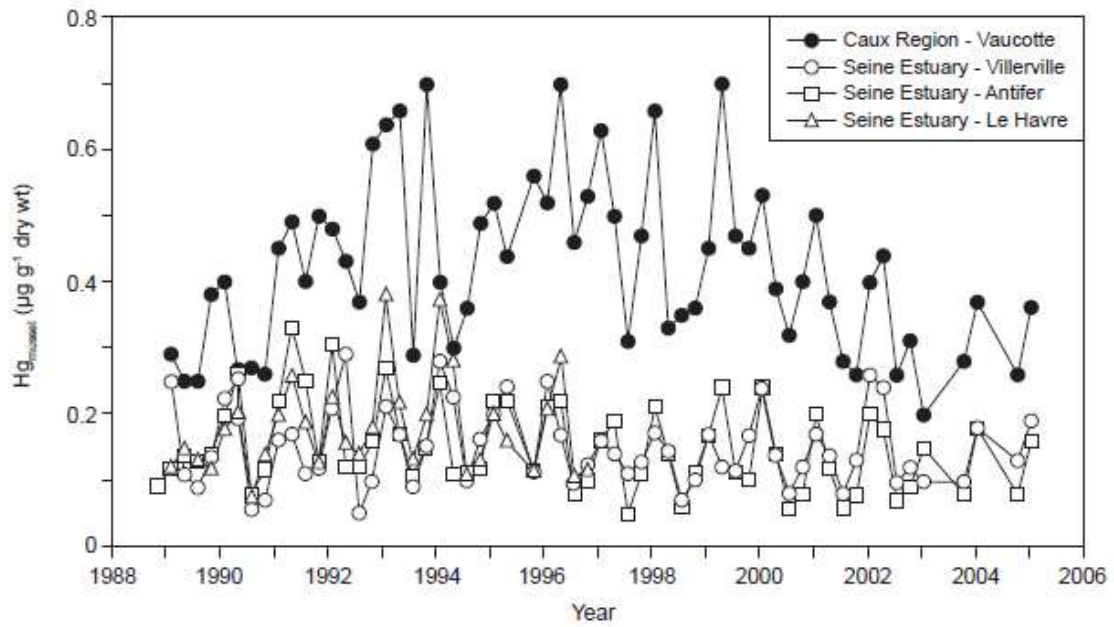 0.8
0.6
0.4
0.2
0
Hgmussel (µg g-1 dry wt)
Caux Region - Vaucotte
Seine Estuary - Villerville
Seine Estuary - Antifer
Seine Estuary - Le Havre
1988 1990 1992 1994 1996 1998 2000 2002 2004 2006
Year